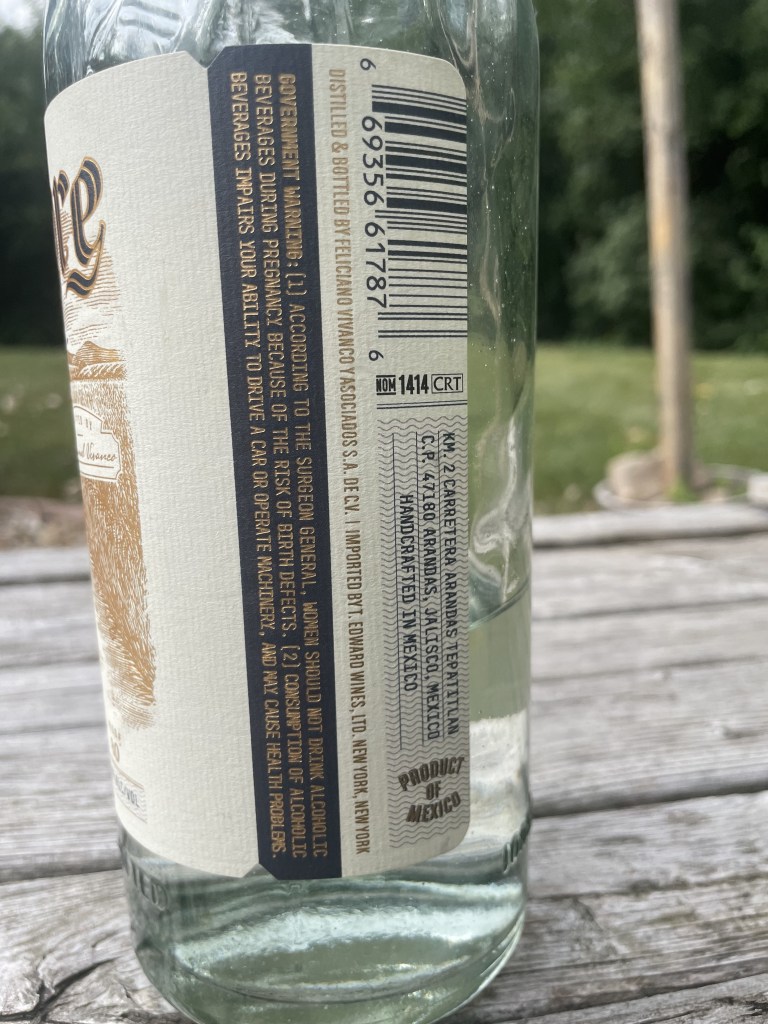 re
GOVERNMENT WARNING: (1) ACCORDING TO THE SURGEON GENERAL, WOMEN SHOULD NOT DRINK ALCOHOLIC
BEVERAGES DURING PREGNANCY BECAUSE OF THE RISK OF BIRTH DEFECTS. (2) CONSUMPTION OF ALCOHOLIC
BEVERAGES IMPAIRS YOUR ABILITY TO DRIVE A CAR OR OPERATE MACHINERY, AND MAY CAUSE HEALTH PROBLEMS.
DISTILLED & BOTTLED BY FELICIANO VIVANCO Y ASOCIADOS S.A. DE CV. | IMPORTED BY T. EDWARD WINES, LTD. NEW YORK, NEW YORK
6 69356 61787 6
NOM 1414 CRT
KM. 2 CARRETERA ARANDAS TEPATITLAN
C.P. 47180 ARANDAS, JALISCO, MEXICO
HANDCRAFTED IN MEXICO
PRODUCT
OF
MEXICO